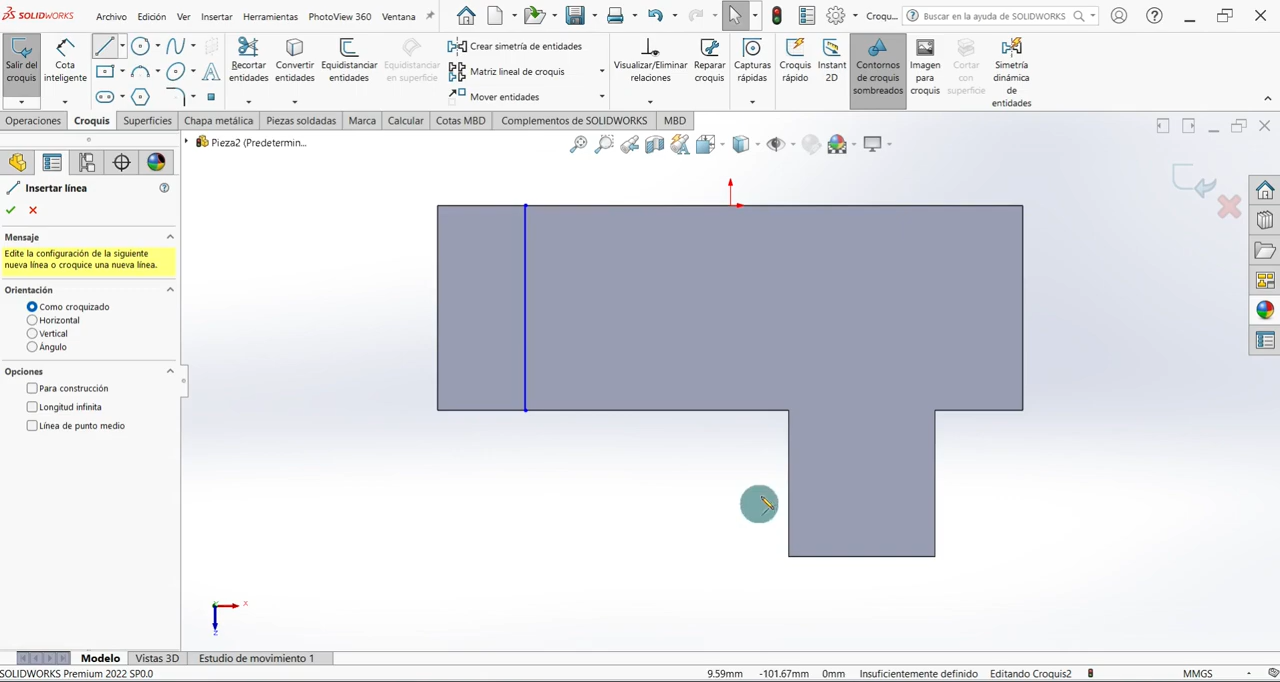 SOLIDWORKS
Archivo Edición Ver Insertar Herramientas PhotoView 360 Ventana
Croqu...
Buscar en la ayuda de SOLIDWORKS
Salir del croquis
Cota inteligente
Recortar entidades
Convertir entidades
Equidistanciar entidades
Equidistanciar en superficie
Crear simetría de entidades
Matriz lineal de croquis
Mover entidades
Visualizar/Eliminar relaciones
Reparar croquis
Capturas rápidas
Croquis rápido
Instant 2D
Contornos de croquis sombreados
Imagen para croquis
Cortar con superficie
Simetría dinámica de entidades
Operaciones Croquis Superficies Chapa metálica Piezas soldadas Marca Calcular Cotas MBD Complementos de SOLIDWORKS MBD
Pieza2 (Predetermin...
Insertar línea
Mensaje
Edite la configuración de la siguiente
nueva línea o croquice una nueva línea.
Orientación
Como croquizado
Horizontal
Vertical
Ángulo
Opciones
Para construcción
Longitud infinita
Línea de punto medio
x
z
Modelo Vistas 3D Estudio de movimiento 1
SOLIDWORKS Premium 2022 SP0.0
9.59mm -101.67mm 0mm Insuficientemente definido Editando Croquis2 MMGS